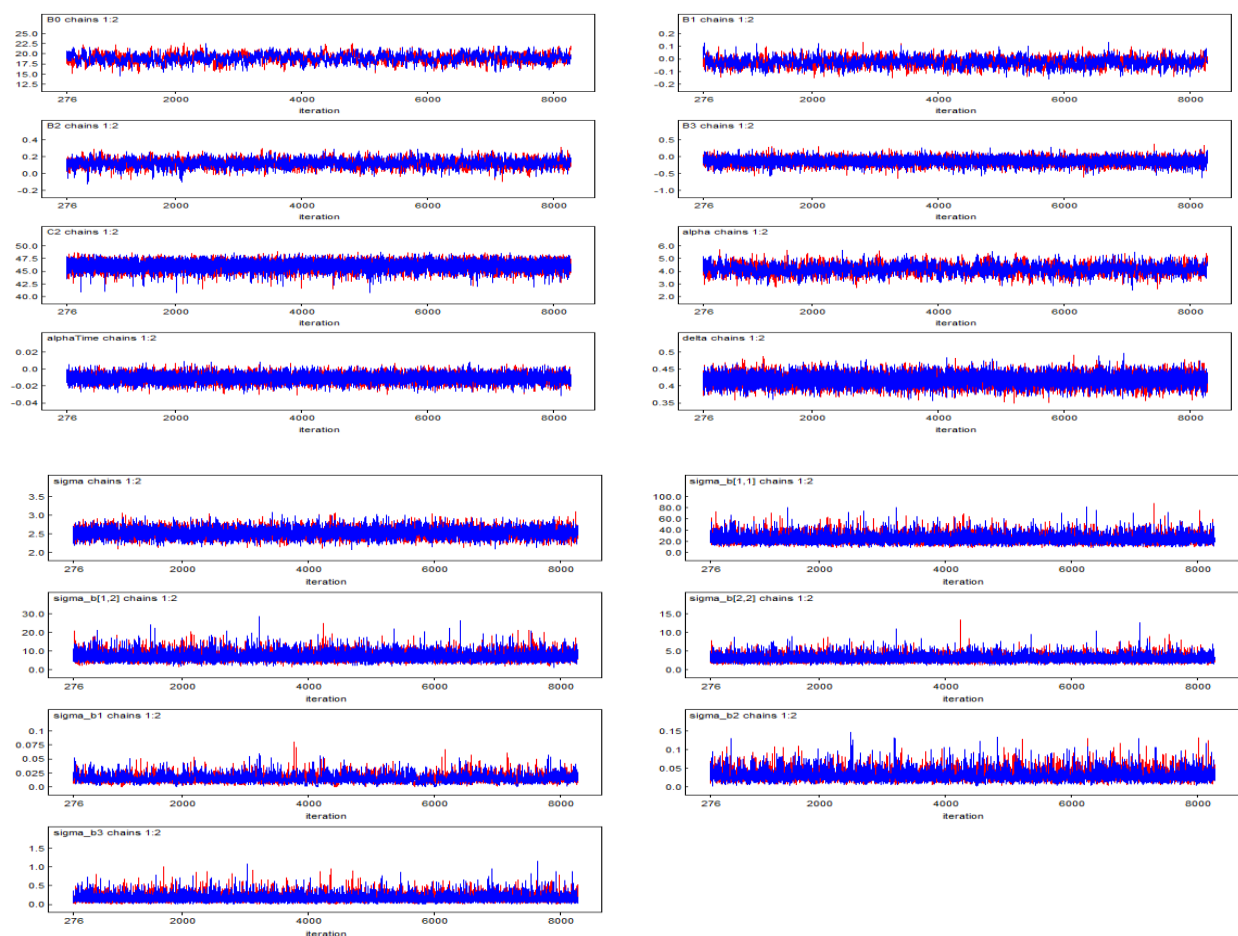 B0 chains 1:2
25.0
22.5
20.0
17.5
15.0
12.5
276 2000 4000 6000 8000
iteration
B1 chains 1:2
0.2
0.1
0.0
-0.1
-0.2
276 2000 4000 6000 8000
iteration
B2 chains 1:2
0.4
0.2
0.0
-0.2
276 2000 4000 6000 8000
iteration
B3 chains 1:2
0.5
0.0
-0.5
-1.0
276 2000 4000 6000 8000
iteration
C2 chains 1:2
50.0
47.5
45.0
42.5
40.0
276 2000 4000 6000 8000
iteration
alpha chains 1:2
6.0
5.0
4.0
3.0
2.0
276 2000 4000 6000 8000
iteration
alphaTime chains 1:2
0.02
0.0
-0.02
-0.04
276 2000 4000 6000 8000
iteration
delta chains 1:2
0.5
0.45
0.4
0.35
276 2000 4000 6000 8000
iteration
sigma chains 1:2
3.5
3.0
2.5
2.0
276 2000 4000 6000 8000
iteration
sigma_b[1,1] chains 1:2
100.0
80.0
60.0
40.0
20.0
0.0
276 2000 4000 6000 8000
iteration
sigma_b[1,2] chains 1:2
30.0
20.0
10.0
0.0
276 2000 4000 6000 8000
iteration
sigma_b[2,2] chains 1:2
15.0
10.0
5.0
0.0
276 2000 4000 6000 8000
iteration
sigma_b1 chains 1:2
0.1
0.075
0.05
0.025
0.0
276 2000 4000 6000 8000
iteration
sigma_b2 chains 1:2
0.15
0.1
0.05
0.0
276 2000 4000 6000 8000
iteration
sigma_b3 chains 1:2
1.5
1.0
0.5
0.0
276 2000 4000 6000 8000
iteration